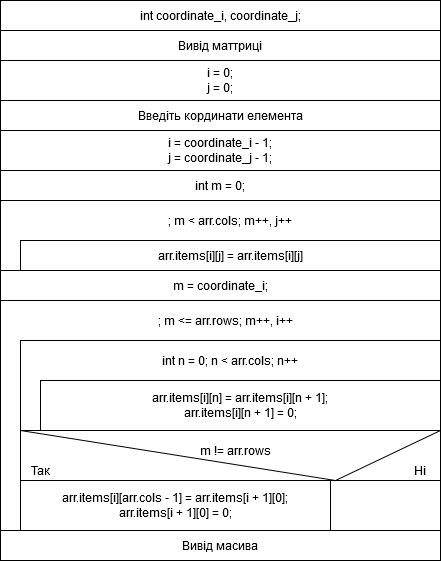 int coordinate_i, coordinate_j;
Вивід маттриці
i = 0;
j = 0;
Введіть кординати елемента
i = coordinate_i - 1;
j = coordinate_j - 1;
int m = 0;
; m < arr.cols; m++, j++
arr.items[i][j] = arr.items[i][j]
m = coordinate_i;
; m <= arr.rows; m++, i++
int n = 0; n < arr.cols; n++
arr.items[i][n] = arr.items[i][n + 1];
arr.items[i][n + 1] = 0;
m != arr.rows
Так
Ні
arr.items[i][arr.cols - 1] = arr.items[i + 1][0];
arr.items[i + 1][0] = 0;
Вивід масива